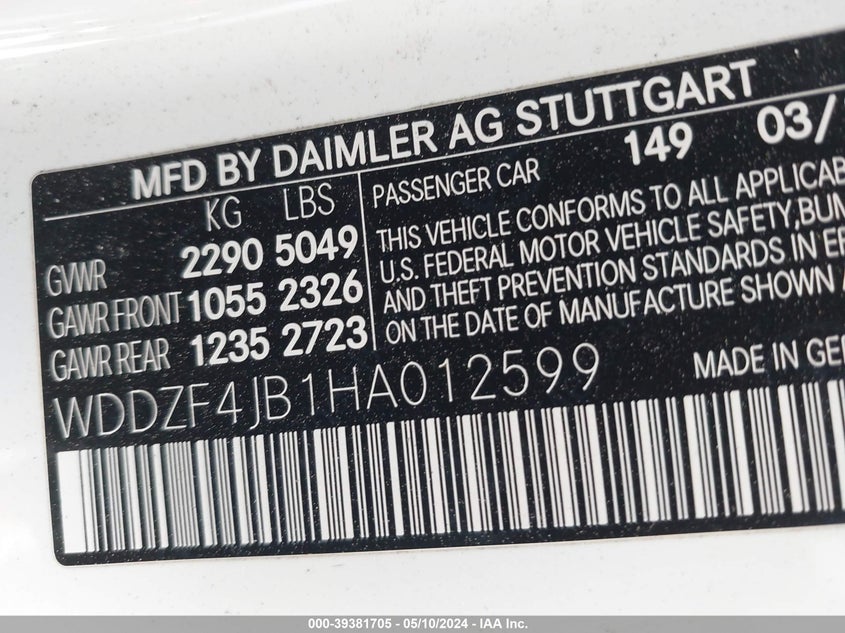 MFD BY DAIMLER AG STUTTGART
KG LBS
GVWR 2290 5049
GAWR FRONT 1055 2326
GAWR REAR 1235 2723
PASSENGER CAR 149 03/
THIS VEHICLE CONFORMS TO ALL
U.S. FEDERAL MOTOR VEHICLE SAFETY,
AND THEFT PREVENTION STANDARDS IN
ON THE DATE OF MANUFACTURE SHOWN
WDDZF4JB1HA012599
MADE IN
000-39381705 - 05/10/2024 - IAA Inc.